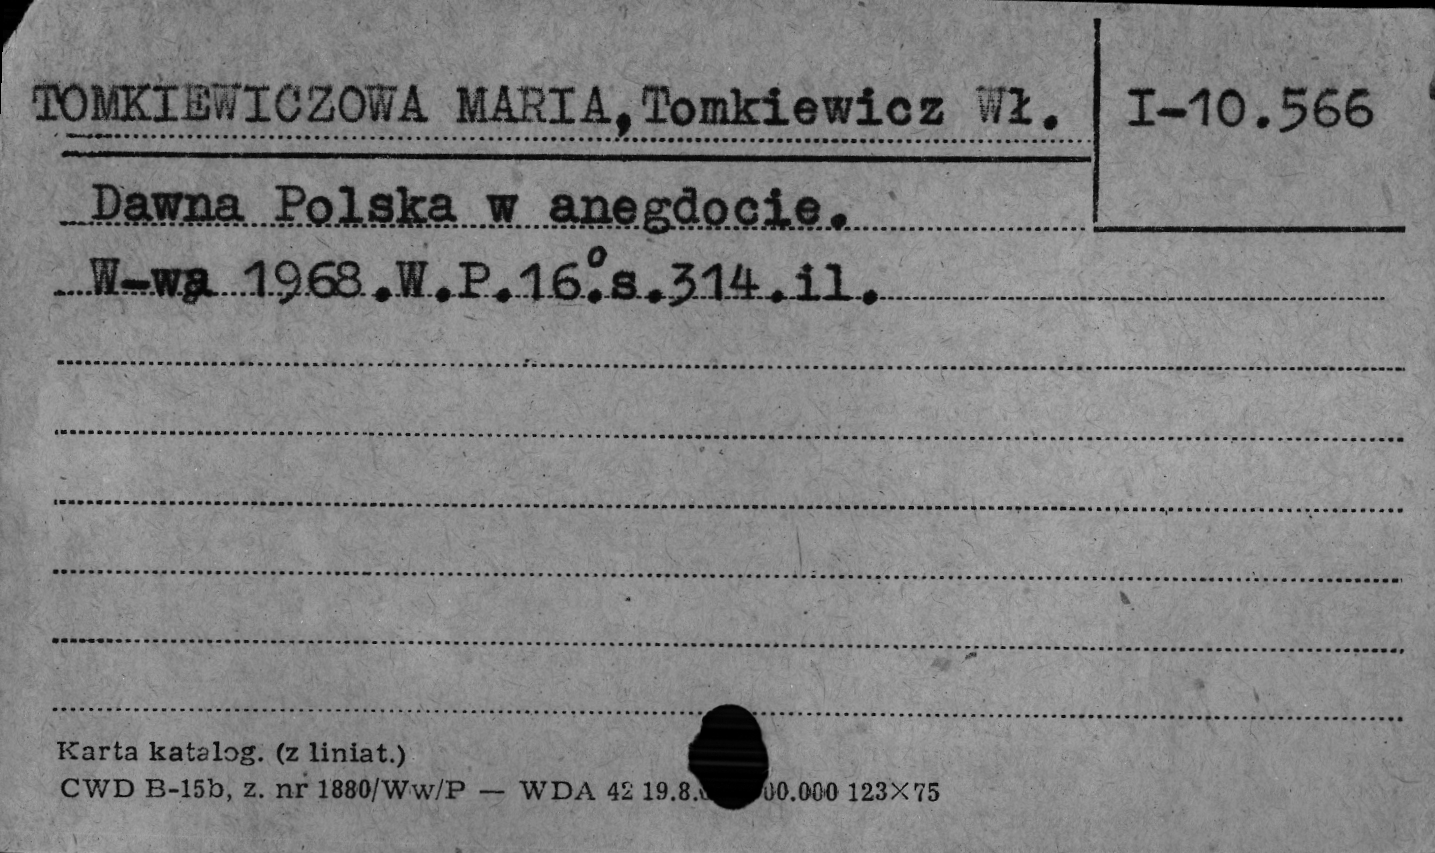 TOMKIEWICZOWA MARIA, Tomkiewicz Wł.
I-10.566
Dawna Polska w anegdocie.
W-wa 1968.W.P.16°.s.314.il.
Karta katalog. (z liniat.)
CWD B-15b, z. nr 1880/Ww/P — WDA 42 19.8. 00.000 123×75